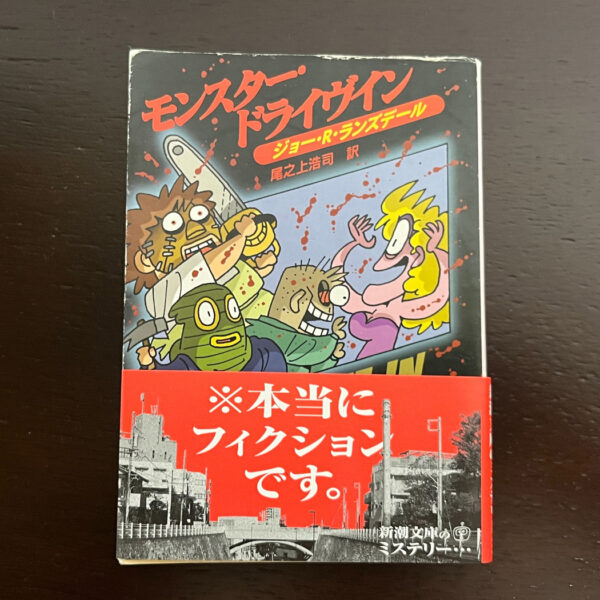 モンスター・
ドライヴイン
ジョー・R・ランズデール
尾之上浩司 訳
※本当に
フィクション
です。
新潮文庫の
ミステリー…